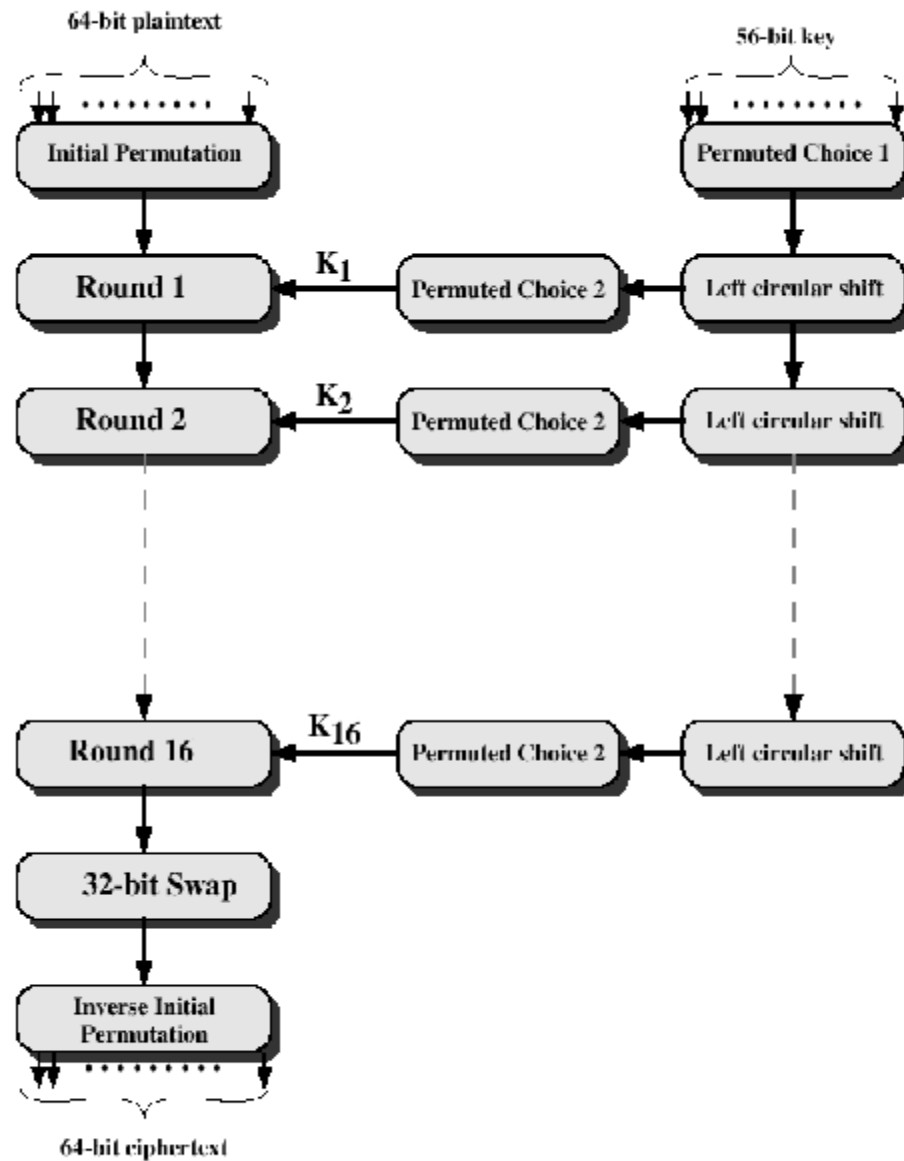 64-bit plaintext
56-bit key
Initial Permutation
Permuted Choice 1
K1
Round 1
Permuted Choice 2
Left circular shift
K2
Round 2
Permuted Choice 2
Left circular shift
K16
Round 16
Permuted Choice 2
Left circular shift
32-bit Swap
Inverse Initial
Permutation
64-bit ciphertext